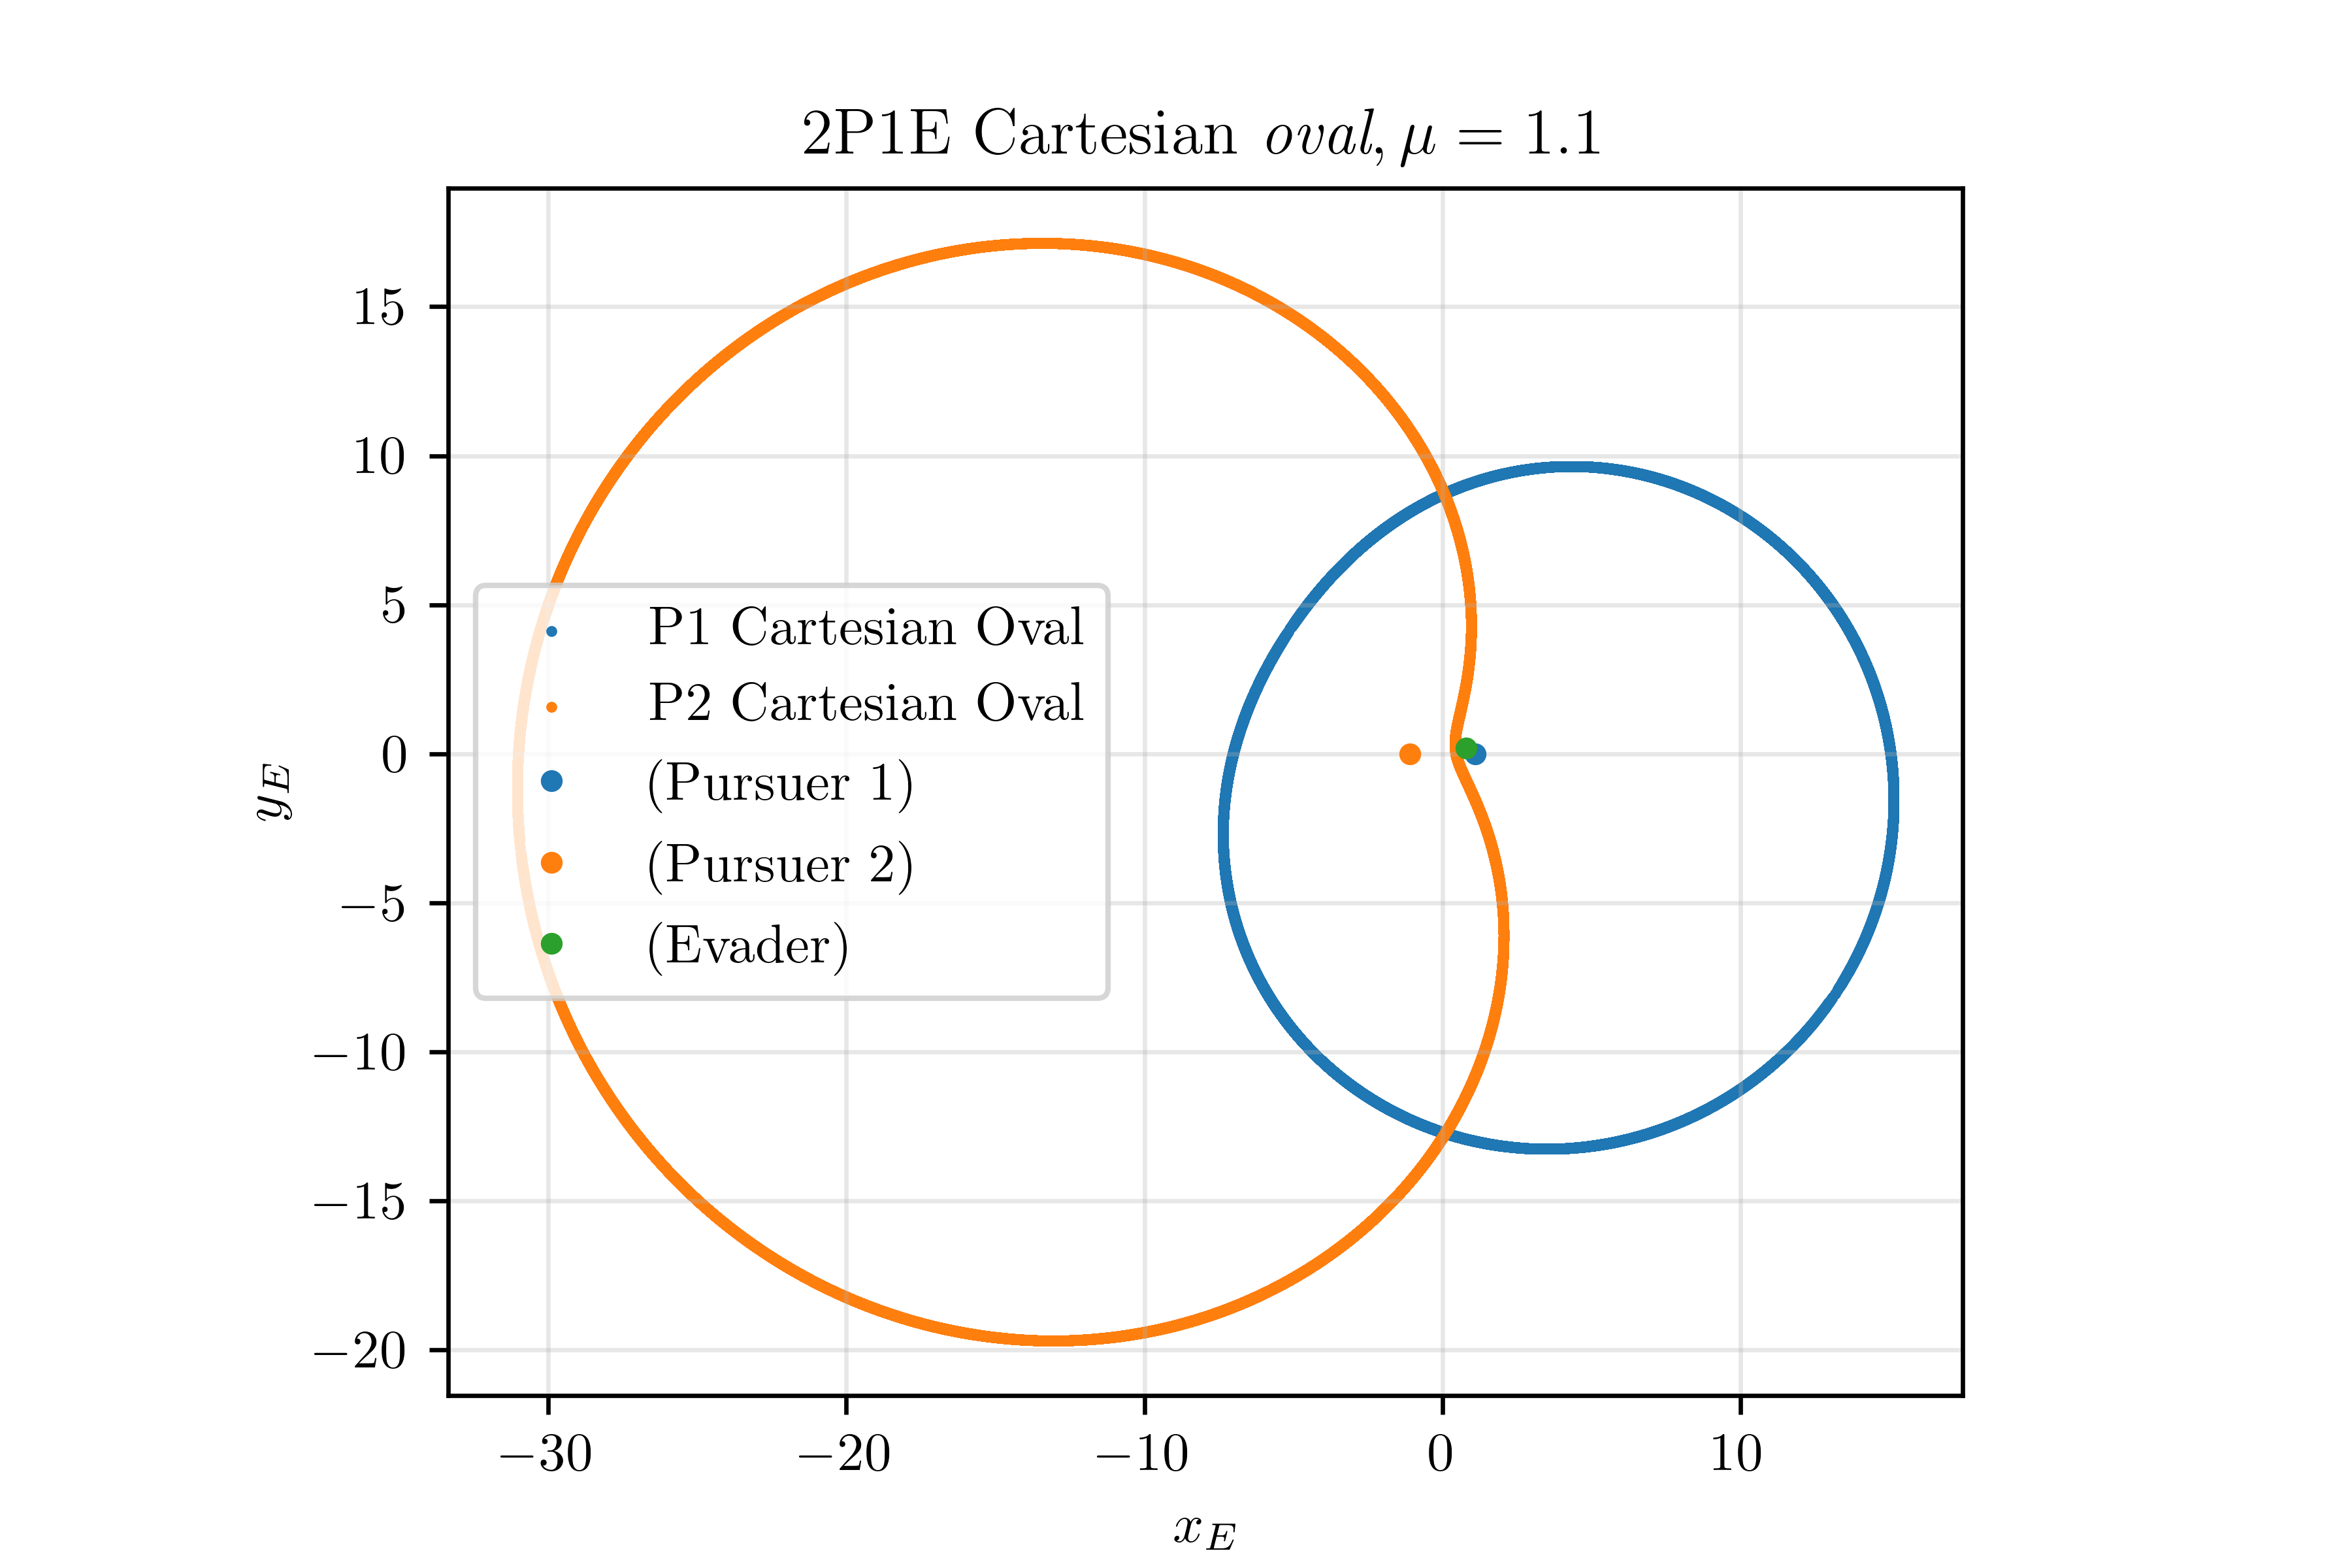 2P1E Cartesian oval, μ = 1.1
15
10
5
0
−5
−10
−15
−20
y_E
P1 Cartesian Oval
P2 Cartesian Oval
(Pursuer 1)
(Pursuer 2)
(Evader)
−30 −20 −10 0 10
x_E